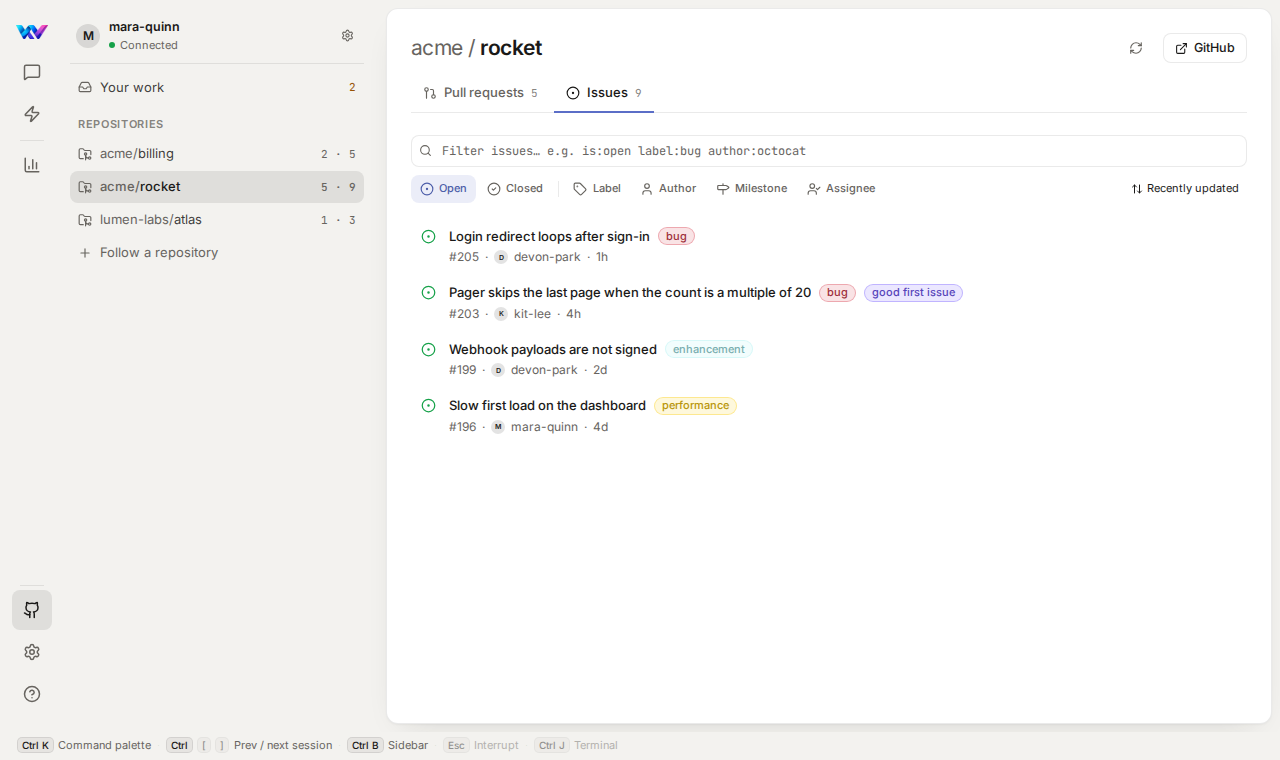 M mara-quinn
Connected
Your work 2
REPOSITORIES
acme/billing 2 · 5
acme/rocket 5 · 9
lumen-labs/atlas 1 · 3
Follow a repository
acme / rocket
GitHub
Pull requests 5
Issues 9
Filter issues… e.g. is:open label:bug author:octocat
Open Closed Label Author Milestone Assignee Recently updated
Login redirect loops after sign-in bug
#205 · D devon-park · 1h
Pager skips the last page when the count is a multiple of 20 bug good first issue
#203 · K kit-lee · 4h
Webhook payloads are not signed enhancement
#199 · D devon-park · 2d
Slow first load on the dashboard performance
#196 · M mara-quinn · 4d
Ctrl K Command palette Ctrl [ ] Prev / next session Ctrl B Sidebar Esc Interrupt Ctrl J Terminal